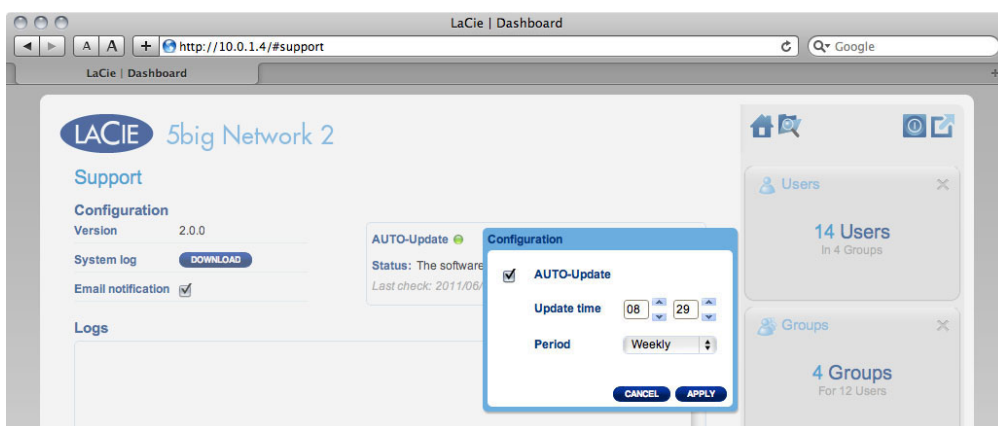 LaCie | Dashboard
A A + http://10.0.1.4/#support Google
LaCie | Dashboard +
LACIE 5big Network 2
Support
Configuration
Version 2.0.0
System log DOWNLOAD
Email notification
Logs
AUTO-Update
Status: The software
Last check: 2011/06/
Configuration
AUTO-Update
Update time 08 29
Period Weekly
CANCEL APPLY
Users
14 Users
In 4 Groups
Groups
4 Groups
For 12 Users